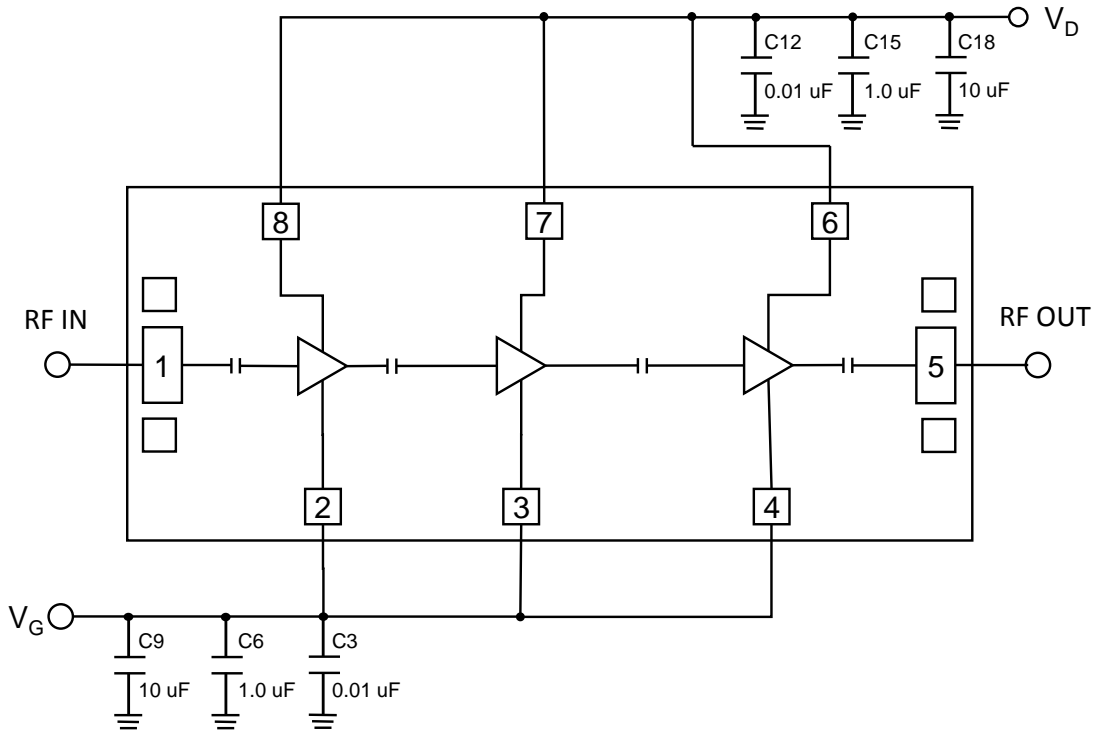 V_D
C12
0.01 uF
C15
1.0 uF
C18
10 uF
8
7
6
RF IN
1
5
RF OUT
2
3
4
V_G
C9
10 uF
C6
1.0 uF
C3
0.01 uF